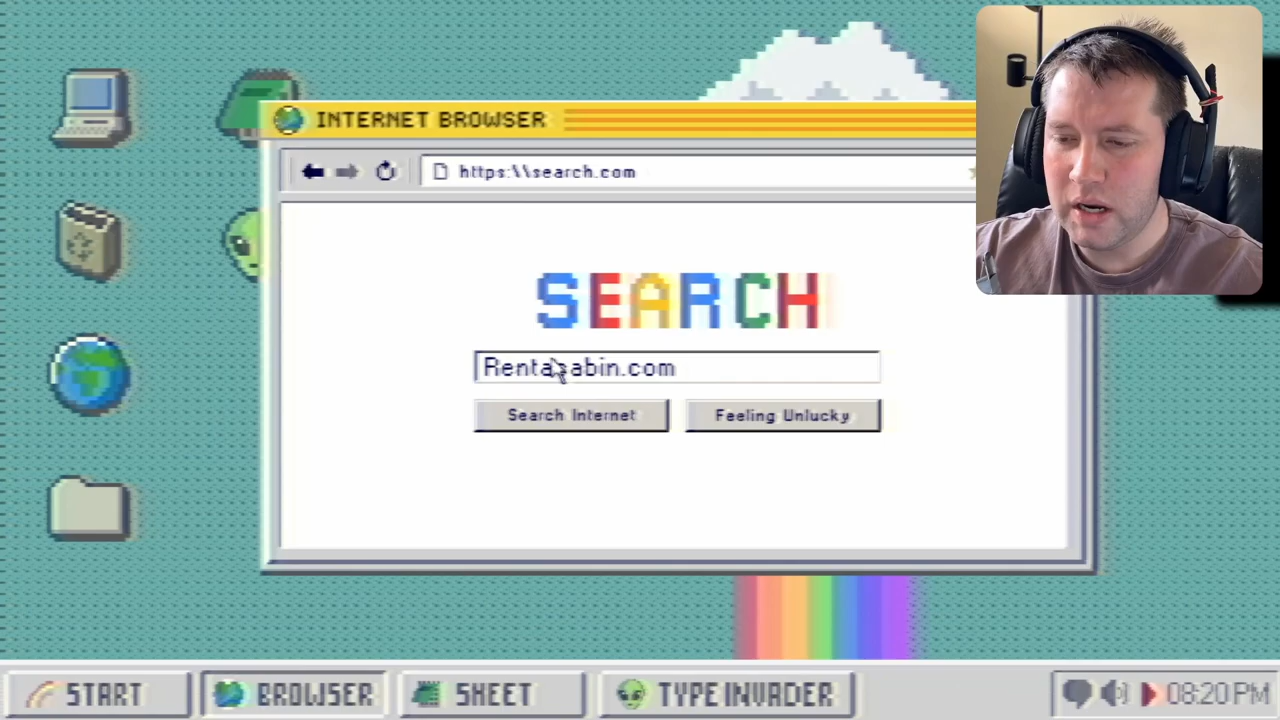 INTERNET BROWSER
https:\\search.com
SEARCH
Rentasabin.com
Search Internet
Feeling Unlucky
START
BROWSER
SHEET
TYPE INVADER
08:20 PM